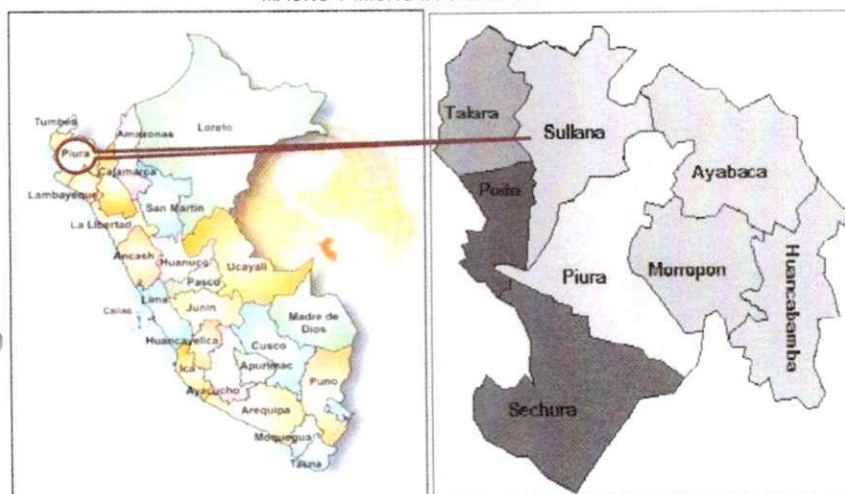 Tumbes
Piura
Amazonas
Loreto
Cajamarca
Lambayeque
San Martin
La Libertad
Ancash
Huanuco
Ucayali
Pasco
Lima
Callao
Junin
Madre de
Dios
Huancavelica
Cusco
Ica
Apurimac
Puno
Ayacucho
Arequipa
Moquegua
Tacna
Talara
Sullana
Ayabaca
Paita
Piura
Morropon
Huancabamba
Sechura